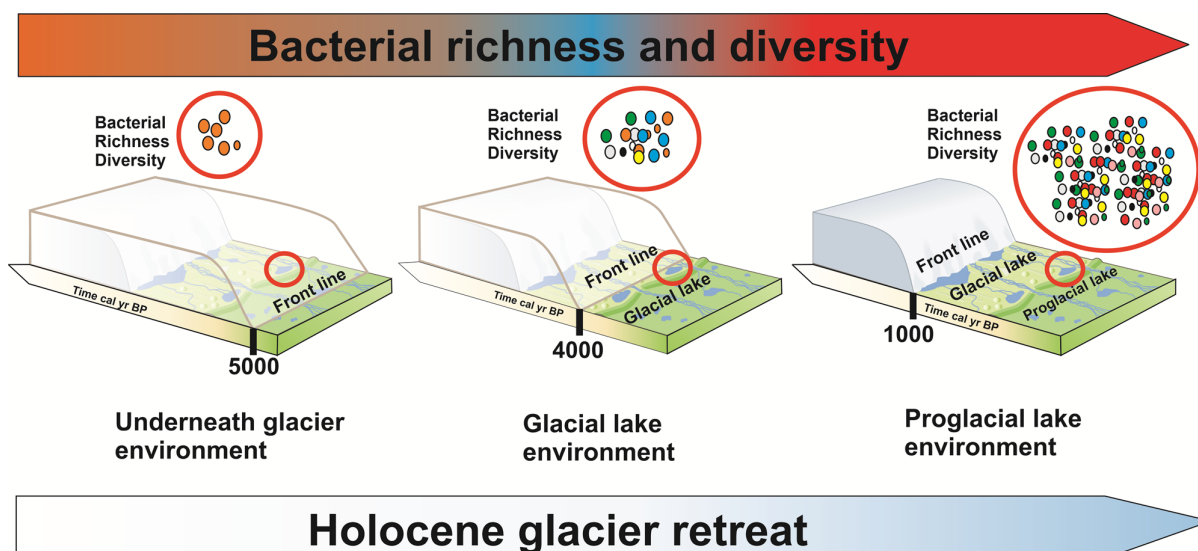 Bacterial richness and diversity
Bacterial
Richness
Diversity
Front line
Time cal yr BP
5000
Underneath glacier
environment
Bacterial
Richness
Diversity
Front line
Glacial lake
Time cal yr BP
4000
Glacial lake
environment
Bacterial
Richness
Diversity
Front line
Glacial lake
Proglacial lake
Time cal yr BP
1000
Proglacial lake
environment
Holocene glacier retreat